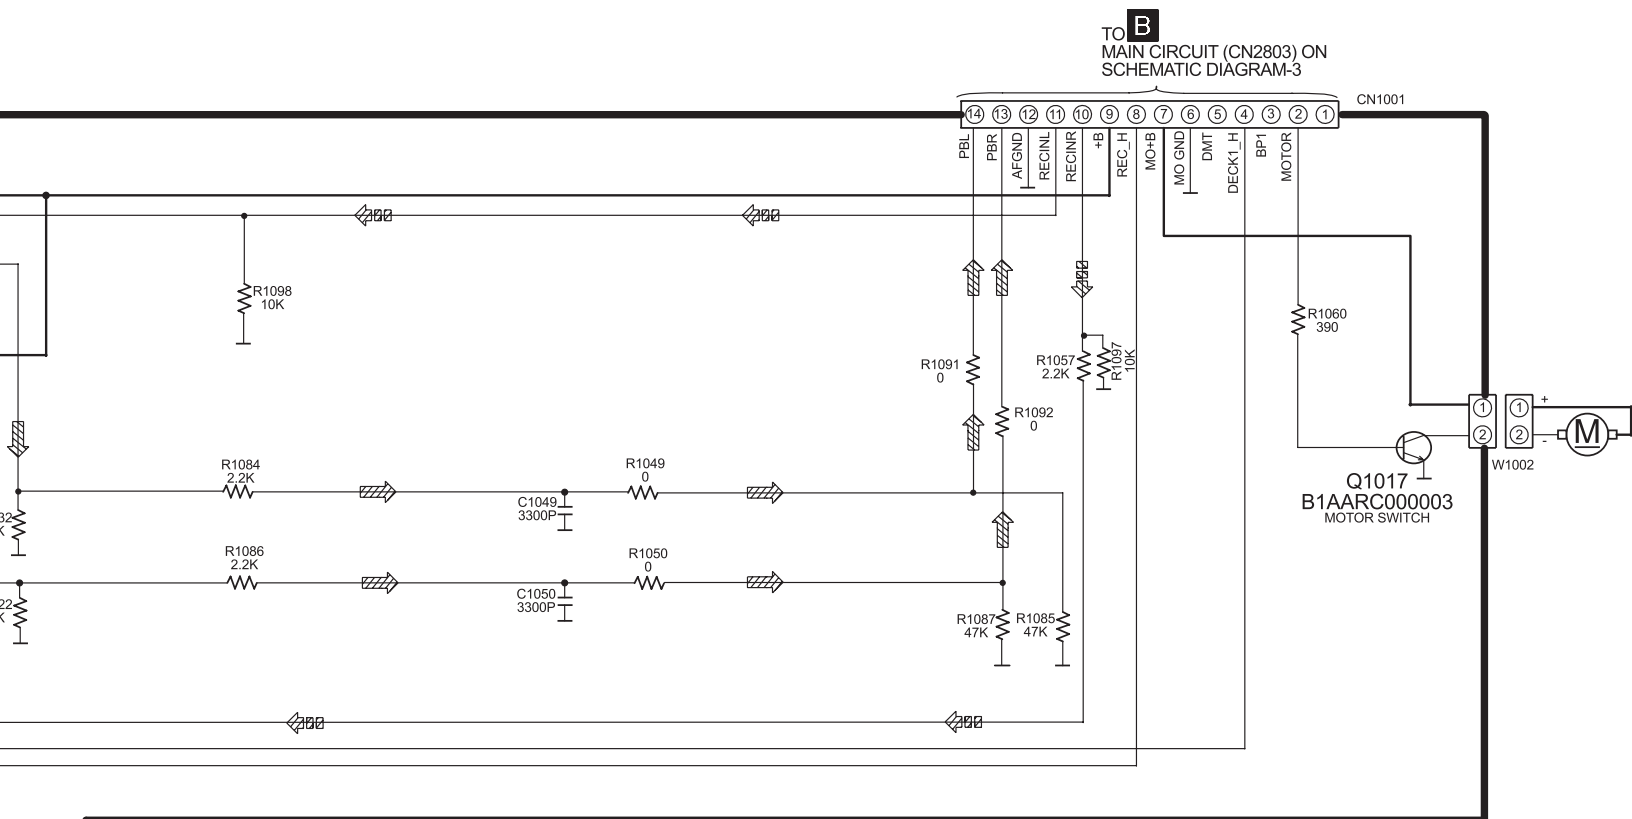 TO B
MAIN CIRCUIT (CN2803) ON
SCHEMATIC DIAGRAM-3
CN1001
14 13 12 11 10 9 8 7 6 5 4 3 2 1
PBL
PBR
AFGND
RECINL
RECINR
+B
REC_H
MO+B
MO GND
DMT
DECK1_H
BP1
MOTOR
R1098
10K
R1060
390
R1091
0
R1057
2.2K
R1097
10K
R1092
0
1
2
1
2
+
-
M
W1002
Q1017
B1AARC000003
MOTOR SWITCH
R1084
2.2K
R1049
0
C1049
3300P
32
K
R1086
2.2K
R1050
0
C1050
3300P
22
K
R1087
47K
R1085
47K